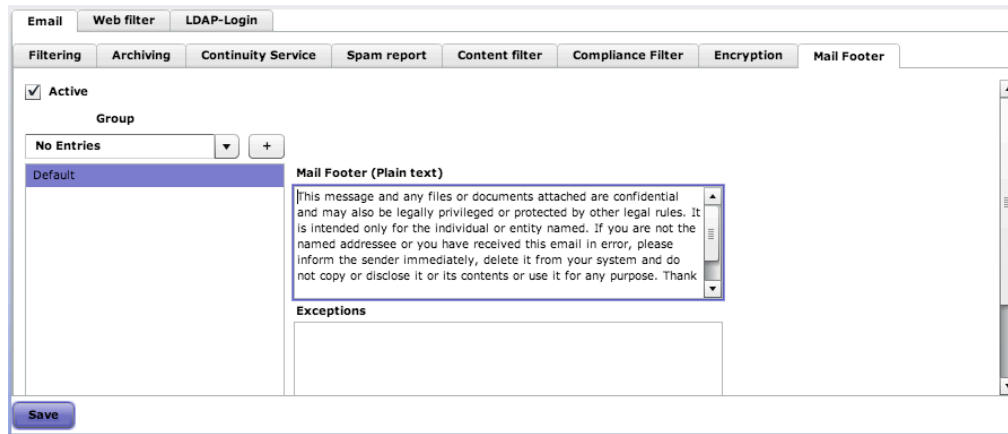 Email Web filter LDAP-Login
Filtering Archiving Continuity Service Spam report Content filter Compliance Filter Encryption Mail Footer
Active
Group
No Entries +
Default
Mail Footer (Plain text)
This message and any files or documents attached are confidential
and may also be legally privileged or protected by other legal rules. It
is intended only for the individual or entity named. If you are not the
named addressee or you have received this email in error, please
inform the sender immediately, delete it from your system and do
not copy or disclose it or its contents or use it for any purpose. Thank
Exceptions
Save